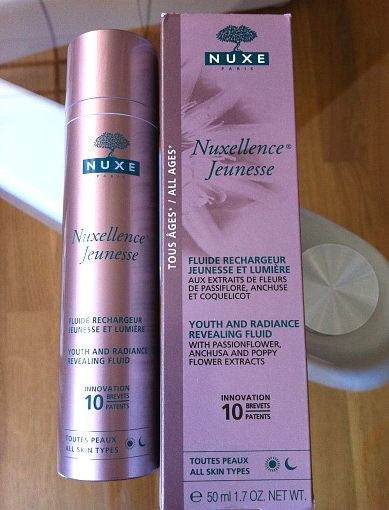 NUXE
PARIS
Nuxellence
Jeunesse
FLUIDE RECHARGEUR
JEUNESSE ET LUMIÈRE
YOUTH AND RADIANCE
REVEALING FLUID
INNOVATION
10 BREVETS
PATENTS
TOUTES PEAUX
ALL SKIN TYPES
NUXE
PARIS
Nuxellence®
Jeunesse
TOUS ÂGES* / ALL AGES*
FLUIDE RECHARGEUR
JEUNESSE ET LUMIÈRE
AUX EXTRAITS DE FLEURS
DE PASSIFLORE, ANCHUSE
ET COQUELICOT
YOUTH AND RADIANCE
REVEALING FLUID
WITH PASSIONFLOWER,
ANCHUSA AND POPPY
FLOWER EXTRACTS
INNOVATION
10 BREVETS
PATENTS
TOUTES PEAUX
ALL SKIN TYPES
℮ 50 ml 1.7 OZ. NET WT.